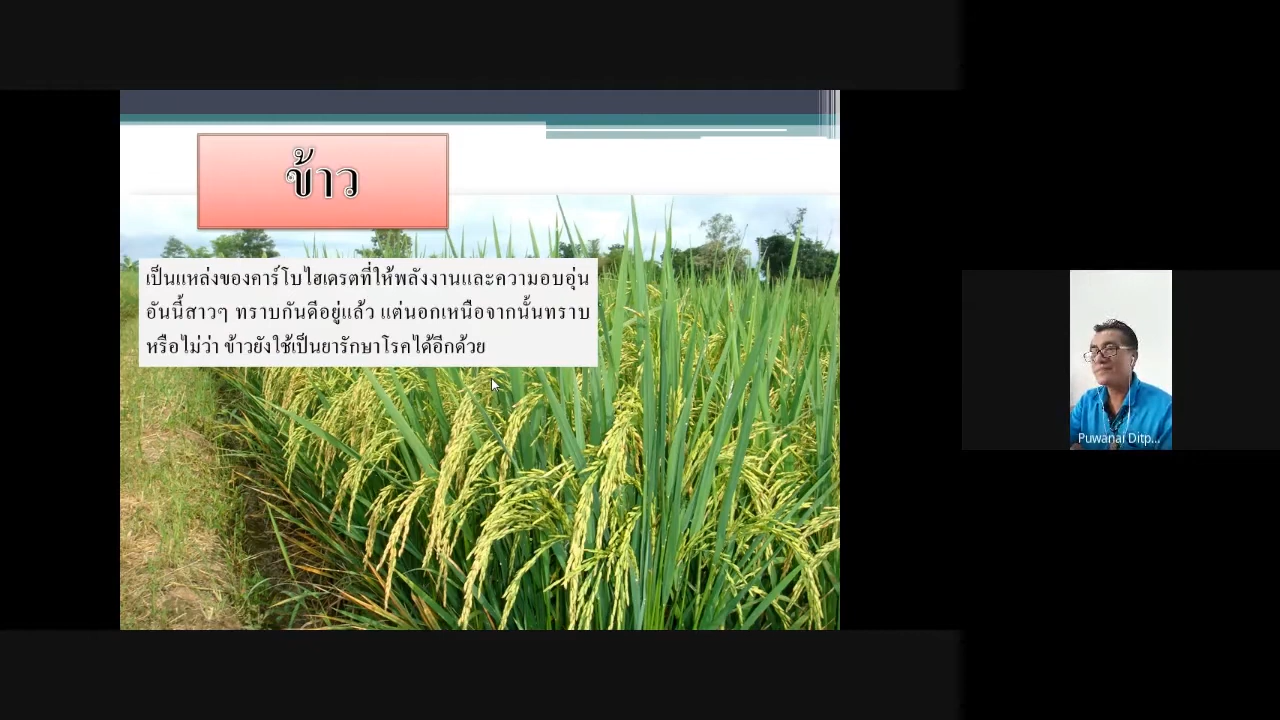 ข้าว
เป็นแหล่งของคาร์โบไฮเดรตที่ให้พลังงานและความอบอุ่น
อันนี้สาวๆ ทราบกันดีอยู่แล้ว แต่นอกเหนือจากนั้นทราบ
หรือไม่ว่า ข้าวยังใช้เป็นยารักษาโรคได้อีกด้วย
Puwanai Ditp...